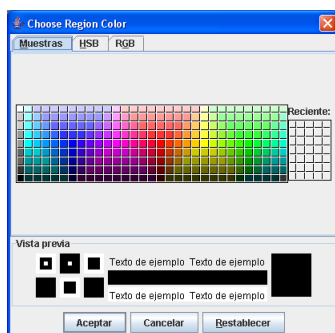 Choose Region Color
Muestras HSB RGB
Reciente:
Vista previa
Texto de ejemplo Texto de ejemplo
Texto de ejemplo Texto de ejemplo
Aceptar Cancelar Restablecer